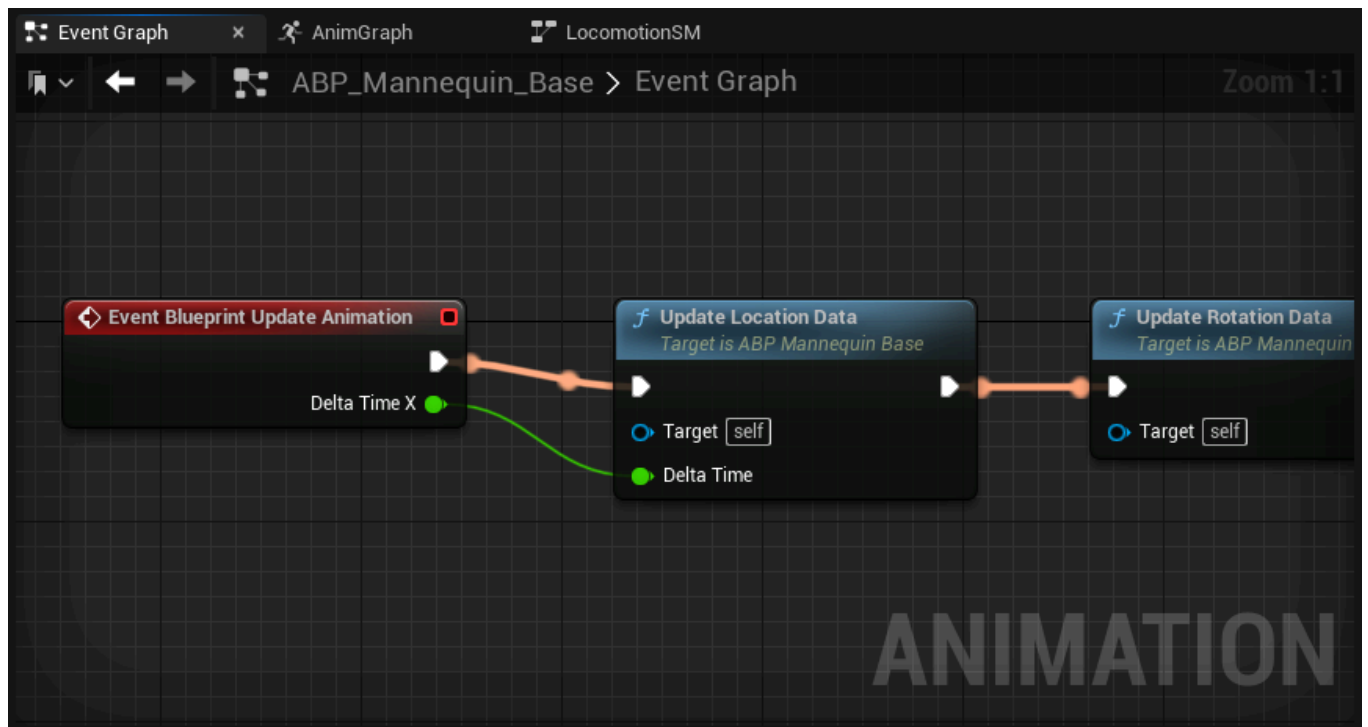 Event Graph
AnimGraph
LocomotionSM
ABP_Mannequin_Base > Event Graph
Zoom 1:1
Event Blueprint Update Animation
Delta Time X
Update Location Data
Target is ABP Mannequin Base
Target self
Delta Time
Update Rotation Data
Target is ABP Mannequin
Target self
ANIMATION